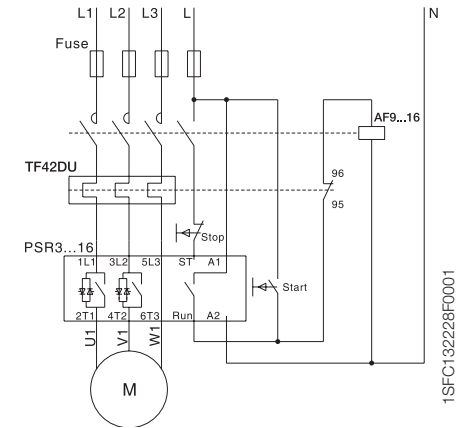 L1 L2 L3 L N
Fuse
AF9...16
TF42DU
96
95
Stop
PSR3...16
1L1 3L2 5L3 ST A1
Start
2T1 4T2 6T3 Run A2
U1 V1 W1
M
1SFC132228F0001